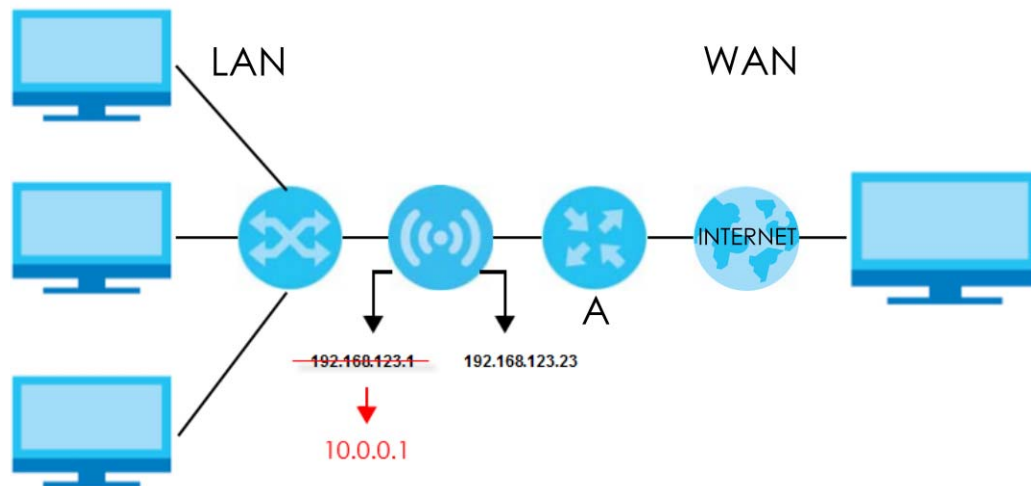 LAN
WAN
INTERNET
A
192.168.123.1
192.168.123.23
10.0.0.1